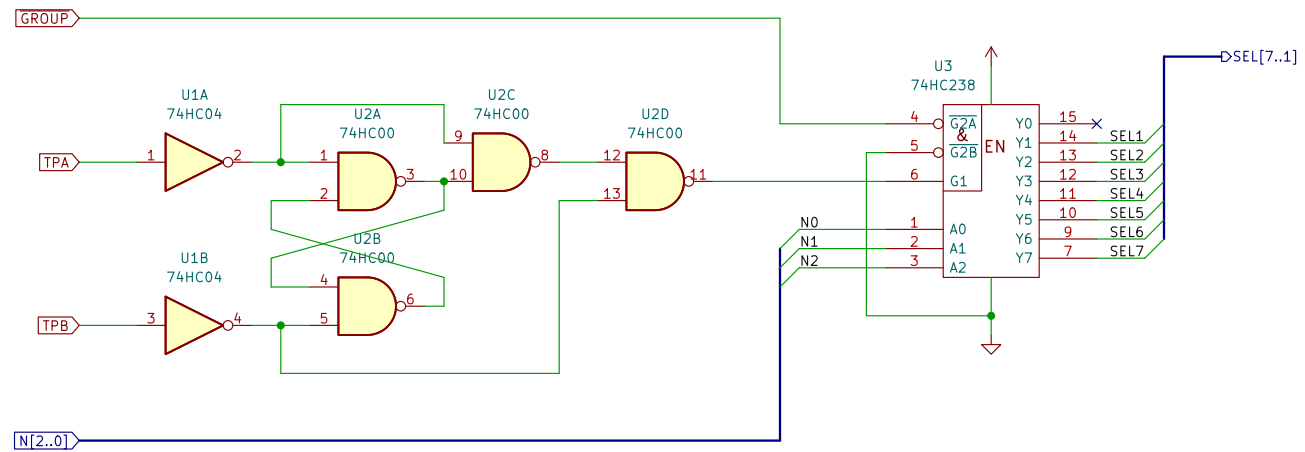 GROUP
SEL[7..1]
U3
74HC238
U1A
74HC04
U2A
74HC00
U2C
74HC00
U2D
74HC00
TPA
1
2
1
2
3
9
10
8
12
13
11
4
5
6
G2A
&
G2B
G1
EN
Y0
Y1
Y2
Y3
Y4
Y5
Y6
Y7
15
14
13
12
11
10
9
7
SEL1
SEL2
SEL3
SEL4
SEL5
SEL6
SEL7
N0
N1
N2
1
2
3
A0
A1
A2
U2B
74HC00
U1B
74HC04
TPB
3
4
4
5
6
N[2..0]